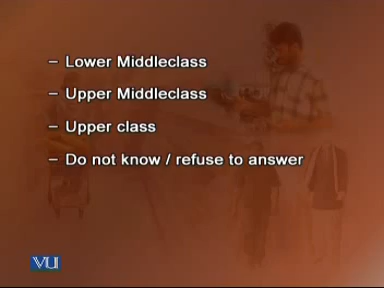 – Lower Middleclass
– Upper Middleclass
– Upper class
– Do not know / refuse to answer
VU